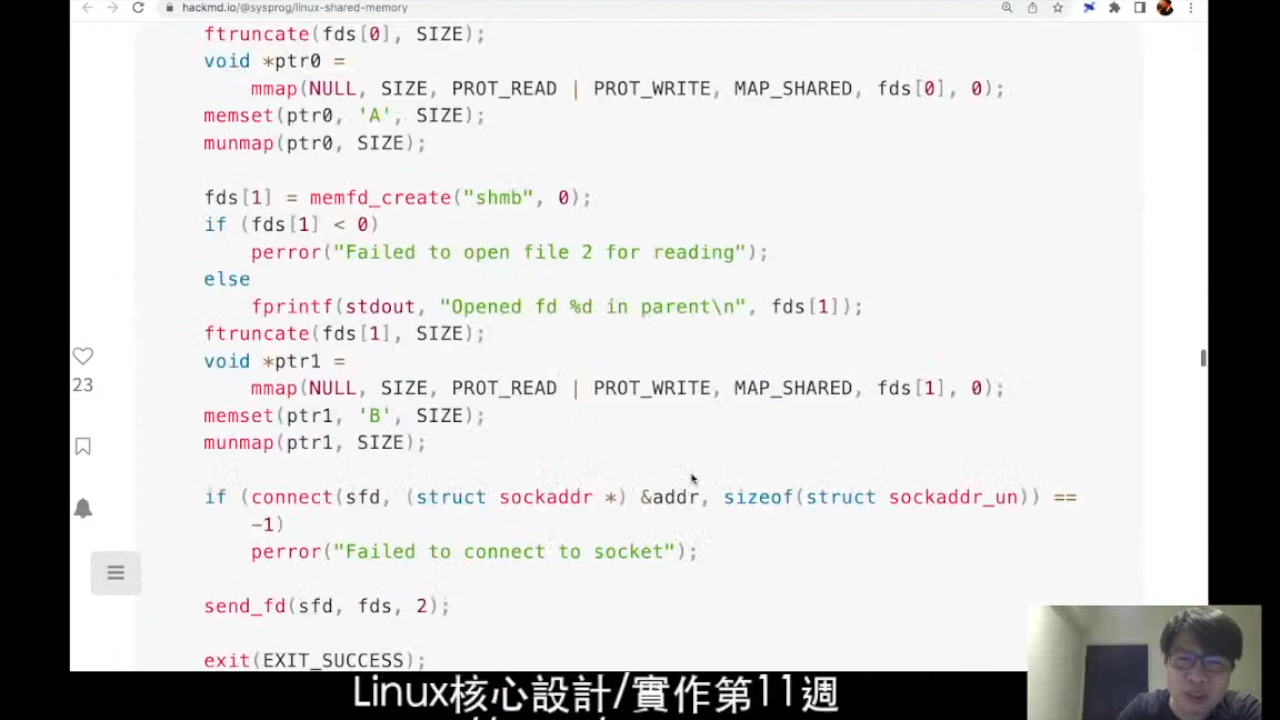 hackmd.io/@sysprog/linux-shared-memory
ftruncate(fds[0], SIZE);
void *ptr0 =
mmap(NULL, SIZE, PROT_READ | PROT_WRITE, MAP_SHARED, fds[0], 0);
memset(ptr0, 'A', SIZE);
munmap(ptr0, SIZE);
fds[1] = memfd_create("shmb", 0);
if (fds[1] < 0)
perror("Failed to open file 2 for reading");
else
fprintf(stdout, "Opened fd %d in parent\n", fds[1]);
ftruncate(fds[1], SIZE);
void *ptr1 =
mmap(NULL, SIZE, PROT_READ | PROT_WRITE, MAP_SHARED, fds[1], 0);
memset(ptr1, 'B', SIZE);
munmap(ptr1, SIZE);
if (connect(sfd, (struct sockaddr *) &addr, sizeof(struct sockaddr_un)) ==
-1)
perror("Failed to connect to socket");
send_fd(sfd, fds, 2);
exit(EXIT_SUCCESS);
23
Linux核心設計/實作第11週